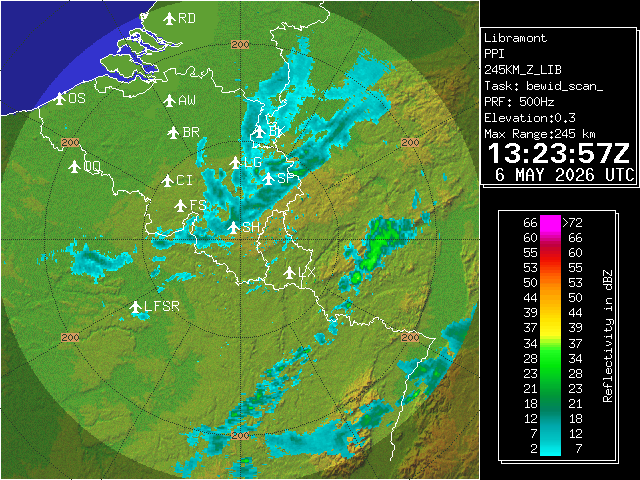 RD
200
OS
AW
BR
BK
200
200
QQ
LG
CI
SP
FS
SH
LX
LFSR
200
200
200
Libramont
PPI
245KM_Z_LIB
Task: bewid_scan_
PRF: 500Hz
Elevation:0.3
Max Range:245 km
13:23:57Z
6 MAY 2026 UTC
66 >72
60 66
55 60
53 55
50 53
44 50
39 44
37 39
34 37
28 34
23 28
21 23
18 21
12 18
7 12
2 7
Reflectivity in dBZ